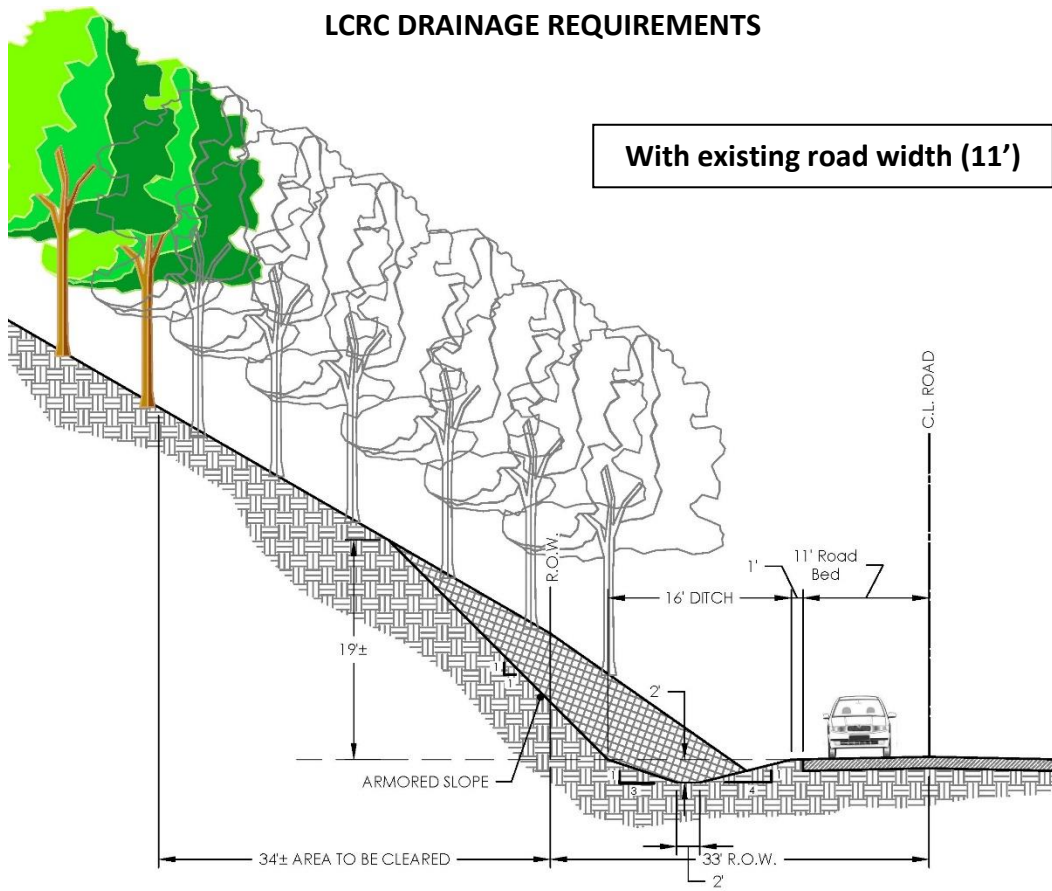 LCRC DRAINAGE REQUIREMENTS
With existing road width (11’)
C.L. ROAD
R.O.W.
1'
11' Road
Bed
16' DITCH
19'±
1
1
2'
ARMORED SLOPE
1
3
1
4
34'± AREA TO BE CLEARED
33' R.O.W.
2'